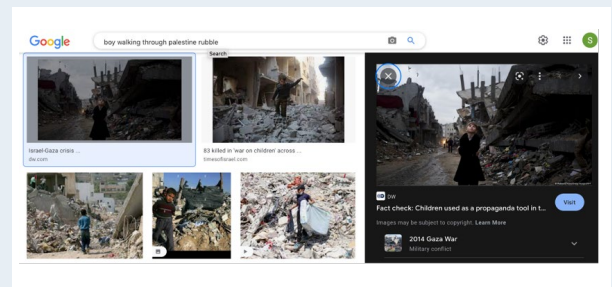 Google
boy walking through palestine rubble
S
Search
Israel-Gaza crisis ...
dw.com
83 killed in 'war on children' across ...
timesofisrael.com
DW
Fact check: Children used as a propaganda tool in t...
Visit
Images may be subject to copyright. Learn More
2014 Gaza War
Military conflict